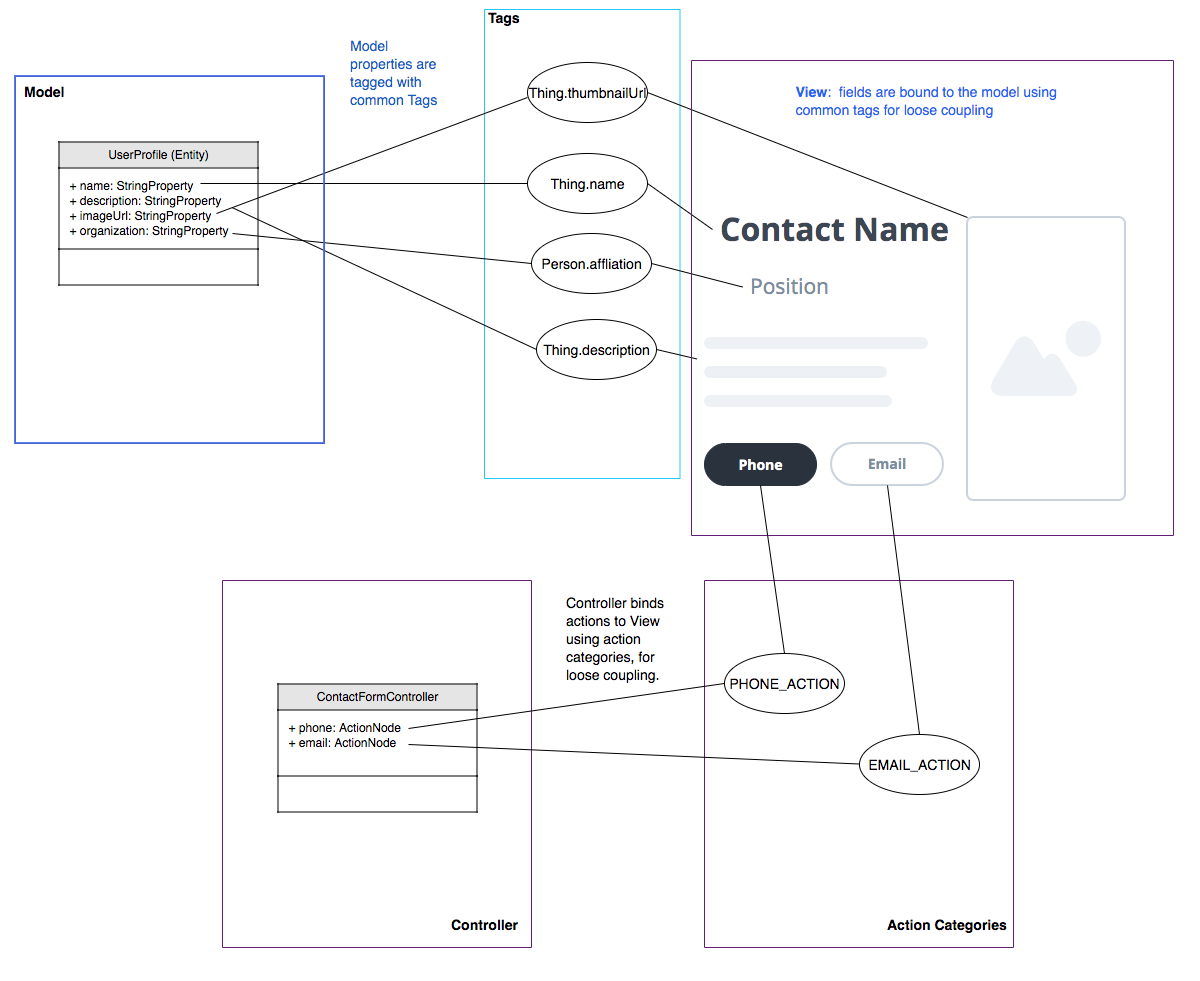 Tags
Model
properties are
tagged with
common Tags
Model
UserProfile (Entity)
+ name: StringProperty
+ description: StringProperty
+ imageUrl: StringProperty
+ organization: StringProperty
Thing.thumbnailUrl
Thing.name
Person.affliation
Thing.description
View:  fields are bound to the model using
common tags for loose coupling
Contact Name
Position
Phone
Email
Controller binds
actions to View
using action
categories, for
loose coupling.
ContactFormController
+ phone: ActionNode
+ email: ActionNode
Controller
PHONE_ACTION
EMAIL_ACTION
Action Categories